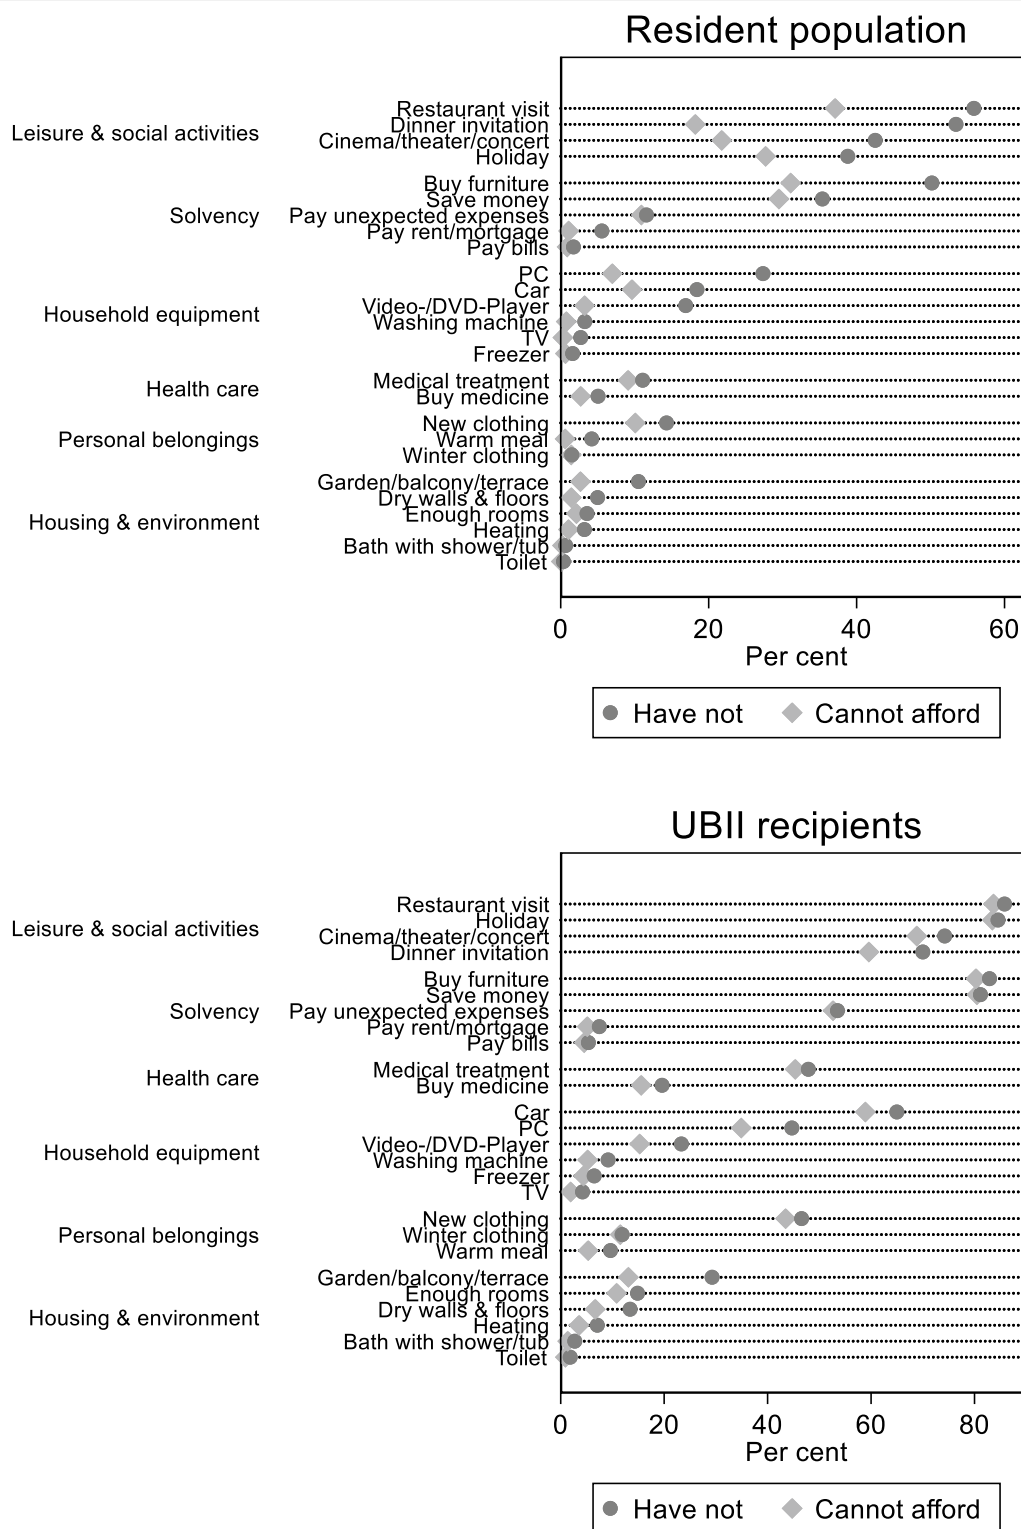 Resident population
Restaurant visit
Dinner invitation
Leisure & social activities
Cinema/theater/concert
Holiday
Buy furniture
Save money
Solvency
Pay unexpected expenses
Pay rent/mortgage
Pay bills
PC
Car
Video-/DVD-Player
Household equipment
Washing machine
TV
Freezer
Medical treatment
Health care
Buy medicine
New clothing
Personal belongings
Warm meal
Winter clothing
Garden/balcony/terrace
Dry walls & floors
Enough rooms
Housing & environment
Heating
Bath with shower/tub
Toilet
0 20 40 60
Per cent
Have not Cannot afford
UBII recipients
Restaurant visit
Holiday
Leisure & social activities
Cinema/theater/concert
Dinner invitation
Buy furniture
Save money
Solvency
Pay unexpected expenses
Pay rent/mortgage
Pay bills
Medical treatment
Health care
Buy medicine
Car
PC
Video-/DVD-Player
Household equipment
Washing machine
Freezer
TV
New clothing
Personal belongings
Winter clothing
Warm meal
Garden/balcony/terrace
Enough rooms
Dry walls & floors
Housing & environment
Heating
Bath with shower/tub
Toilet
0 20 40 60 80
Per cent
Have not Cannot afford